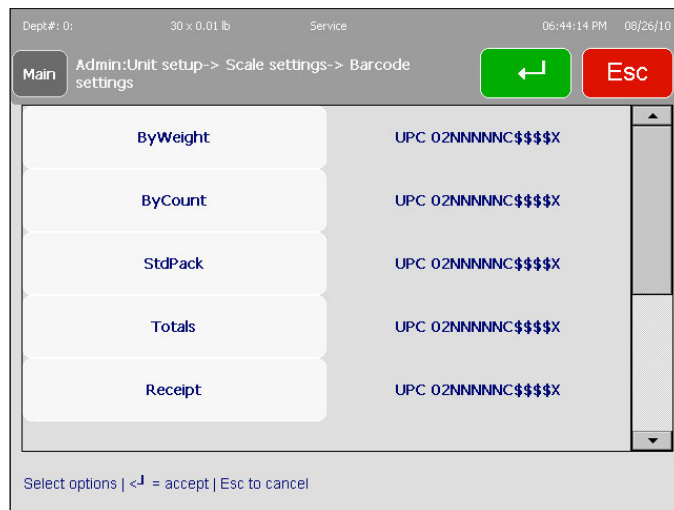 Dept#: 0: 30 x 0.01 lb Service 06:44:14 PM 08/26/10
Main Admin:Unit setup-> Scale settings-> Barcode
settings
Esc
ByWeight UPC 02NNNNNC$$$$X
ByCount UPC 02NNNNNC$$$$X
StdPack UPC 02NNNNNC$$$$X
Totals UPC 02NNNNNC$$$$X
Receipt UPC 02NNNNNC$$$$X
Select options | <┘ = accept | Esc to cancel